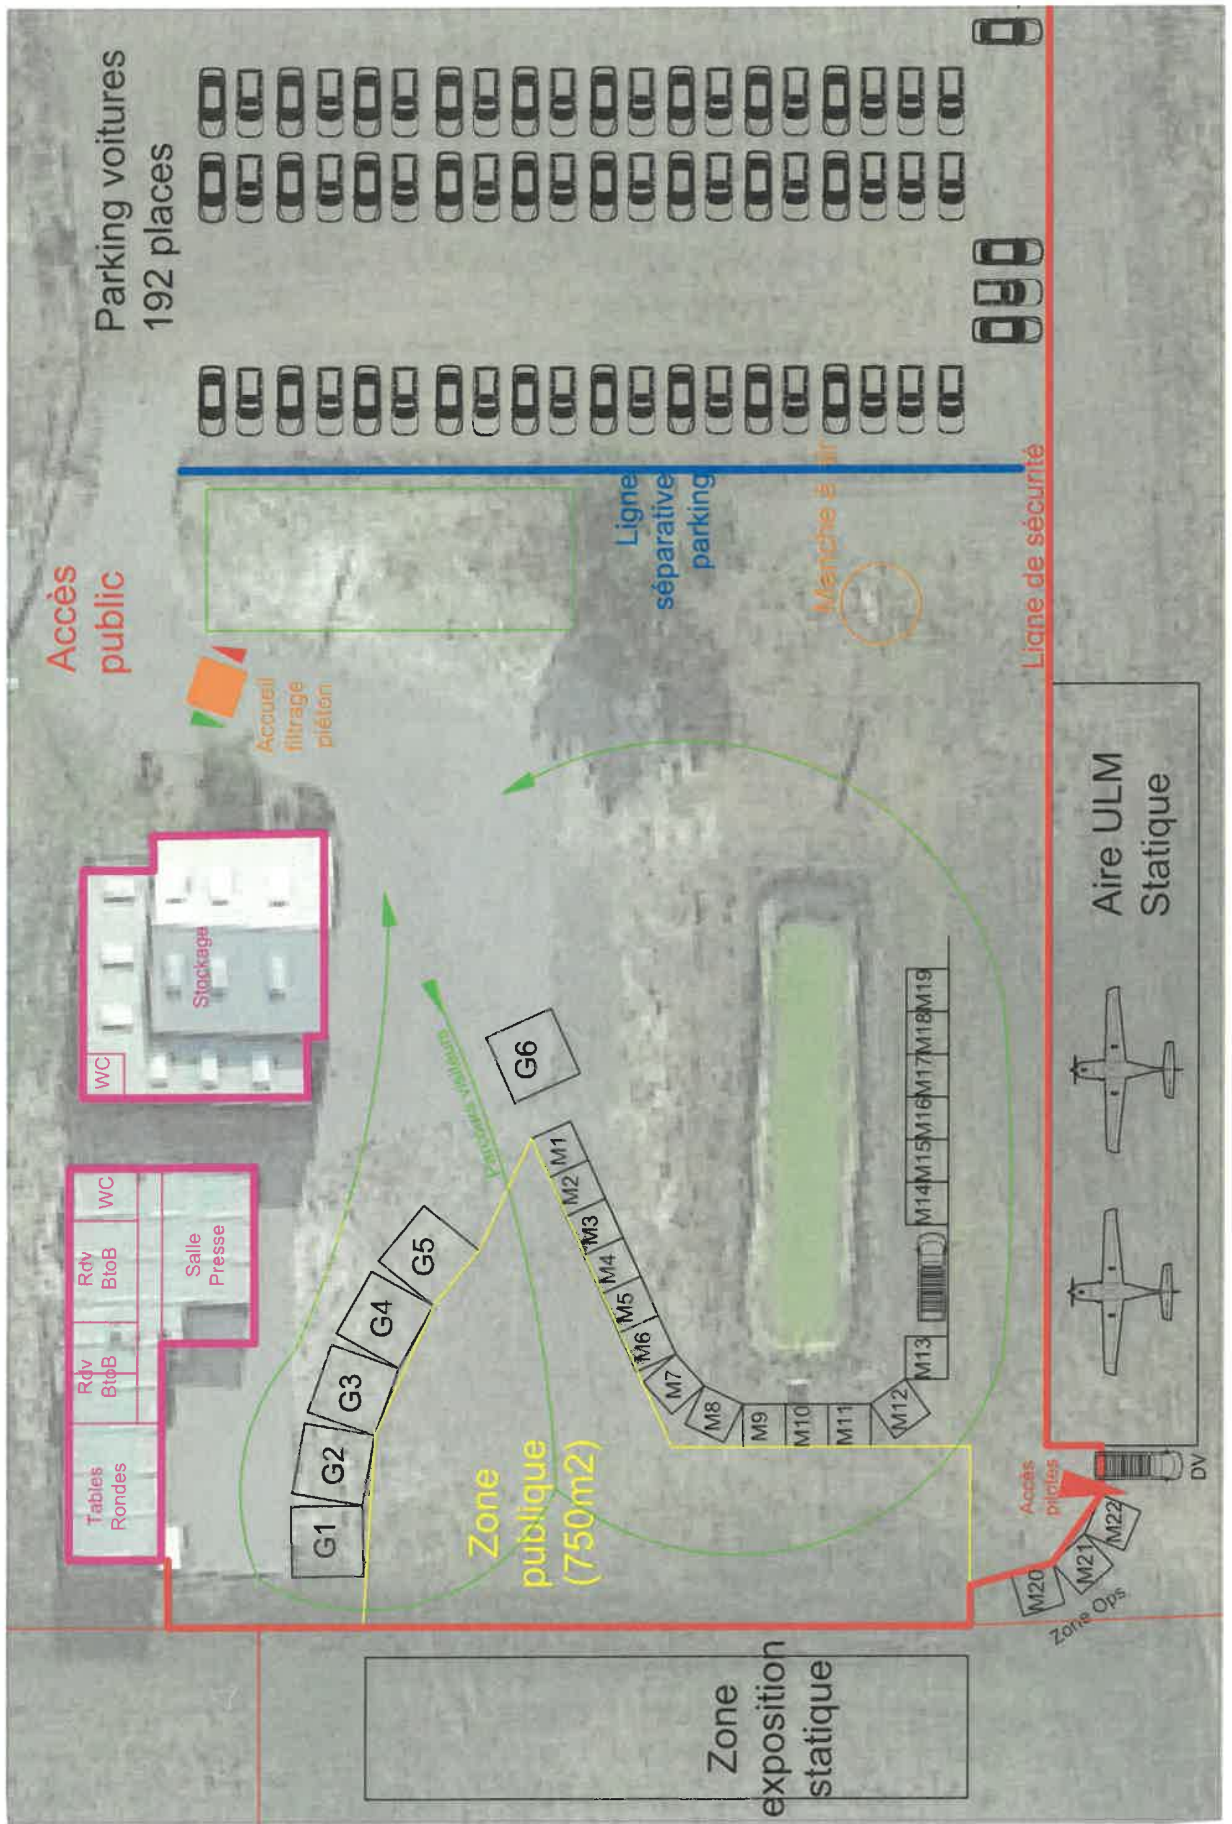 Parking voitures
192 places
Accès
public
Accueil
filtrage
piéton
Ligne
séparative
parking
Manche à air
Ligne de sécurité
WC
Stockage
Parcours visiteurs
Tables
Rondes
Rdv
BtoB
Rdv
BtoB
WC
Salle
Presse
G1
G2
G3
G4
G5
G6
M1
M2
M3
M4
M5
M6
M7
M8
M9
M10
M11
M12
M13
M14
M15
M16
M17
M18
M19
Zone
publique
(750m2)
Aire ULM
Statique
Accès
pilotes
DV
M20
M21
M22
Zone Ops
Zone
exposition
statique